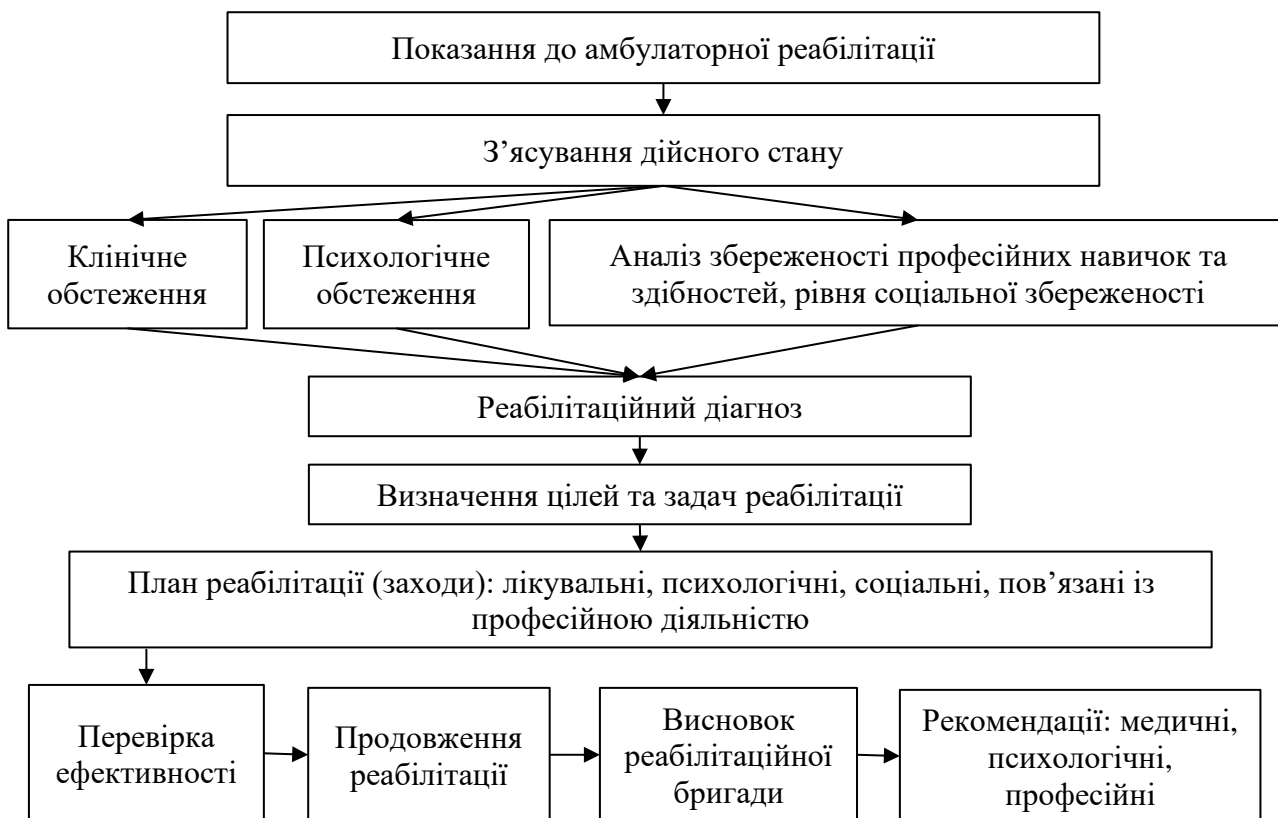 Показання до амбулаторної реабілітації
З’ясування дійсного стану
Клінічне
обстеження
Психологічне
обстеження
Аналіз збереженості професійних навичок та
здібностей, рівня соціальної збереженості
Реабілітаційний діагноз
Визначення цілей та задач реабілітації
План реабілітації (заходи): лікувальні, психологічні, соціальні, пов’язані із
професійною діяльністю
Перевірка
ефективності
Продовження
реабілітації
Висновок
реабілітаційної
бригади
Рекомендації: медичні,
психологічні,
професійні